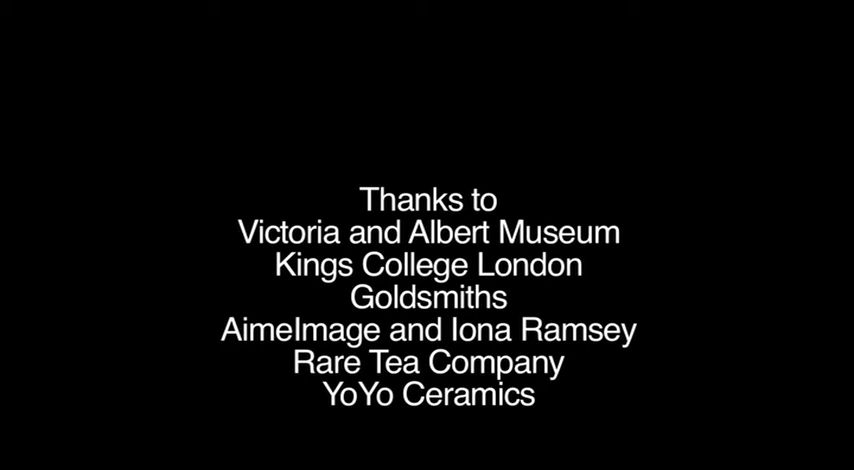 Thanks to
Victoria and Albert Museum
Kings College London
Goldsmiths
AimeImage and Iona Ramsey
Rare Tea Company
YoYo Ceramics